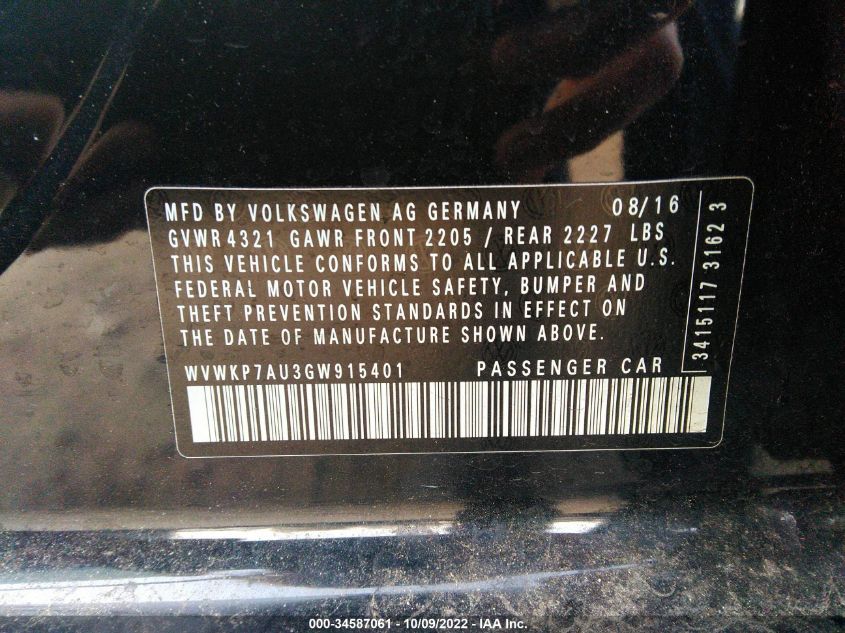 MFD BY VOLKSWAGEN AG GERMANY 08/16
GVWR 4321 GAWR FRONT 2205 / REAR 2227 LBS
THIS VEHICLE CONFORMS TO ALL APPLICABLE U.S.
FEDERAL MOTOR VEHICLE SAFETY, BUMPER AND
THEFT PREVENTION STANDARDS IN EFFECT ON
THE DATE OF MANUFACTURE SHOWN ABOVE.
WVWKP7AU3GW915401 PASSENGER CAR
3415117 3162 3
000-34587061 - 10/09/2022 - IAA Inc.